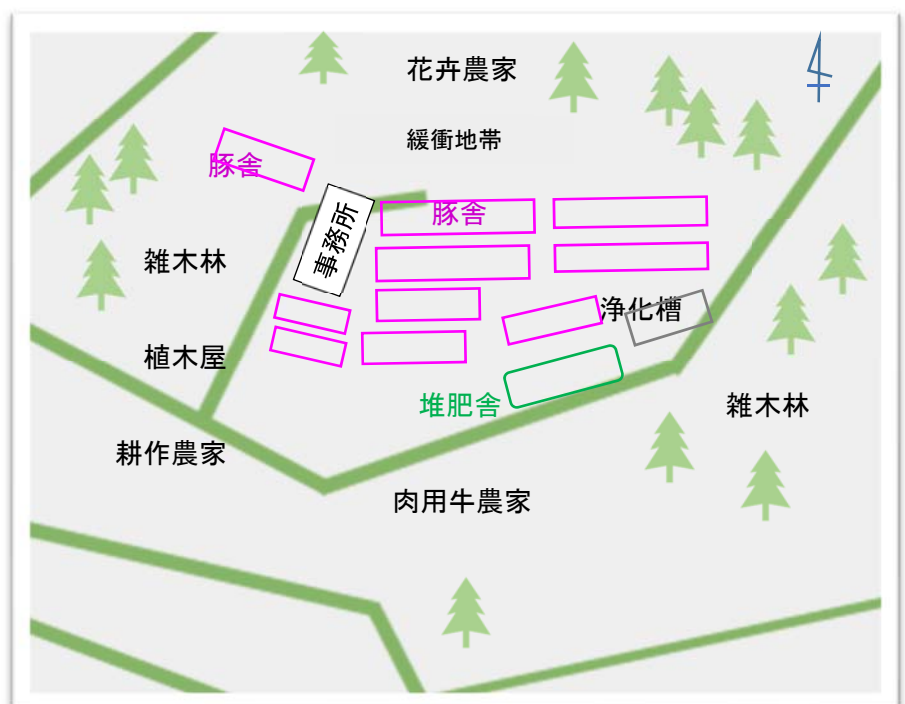 花卉農家
緩衝地帯
豚舎
豚舎
事務所
雑木林
浄化槽
植木屋
堆肥舎
雑木林
耕作農家
肉用牛農家